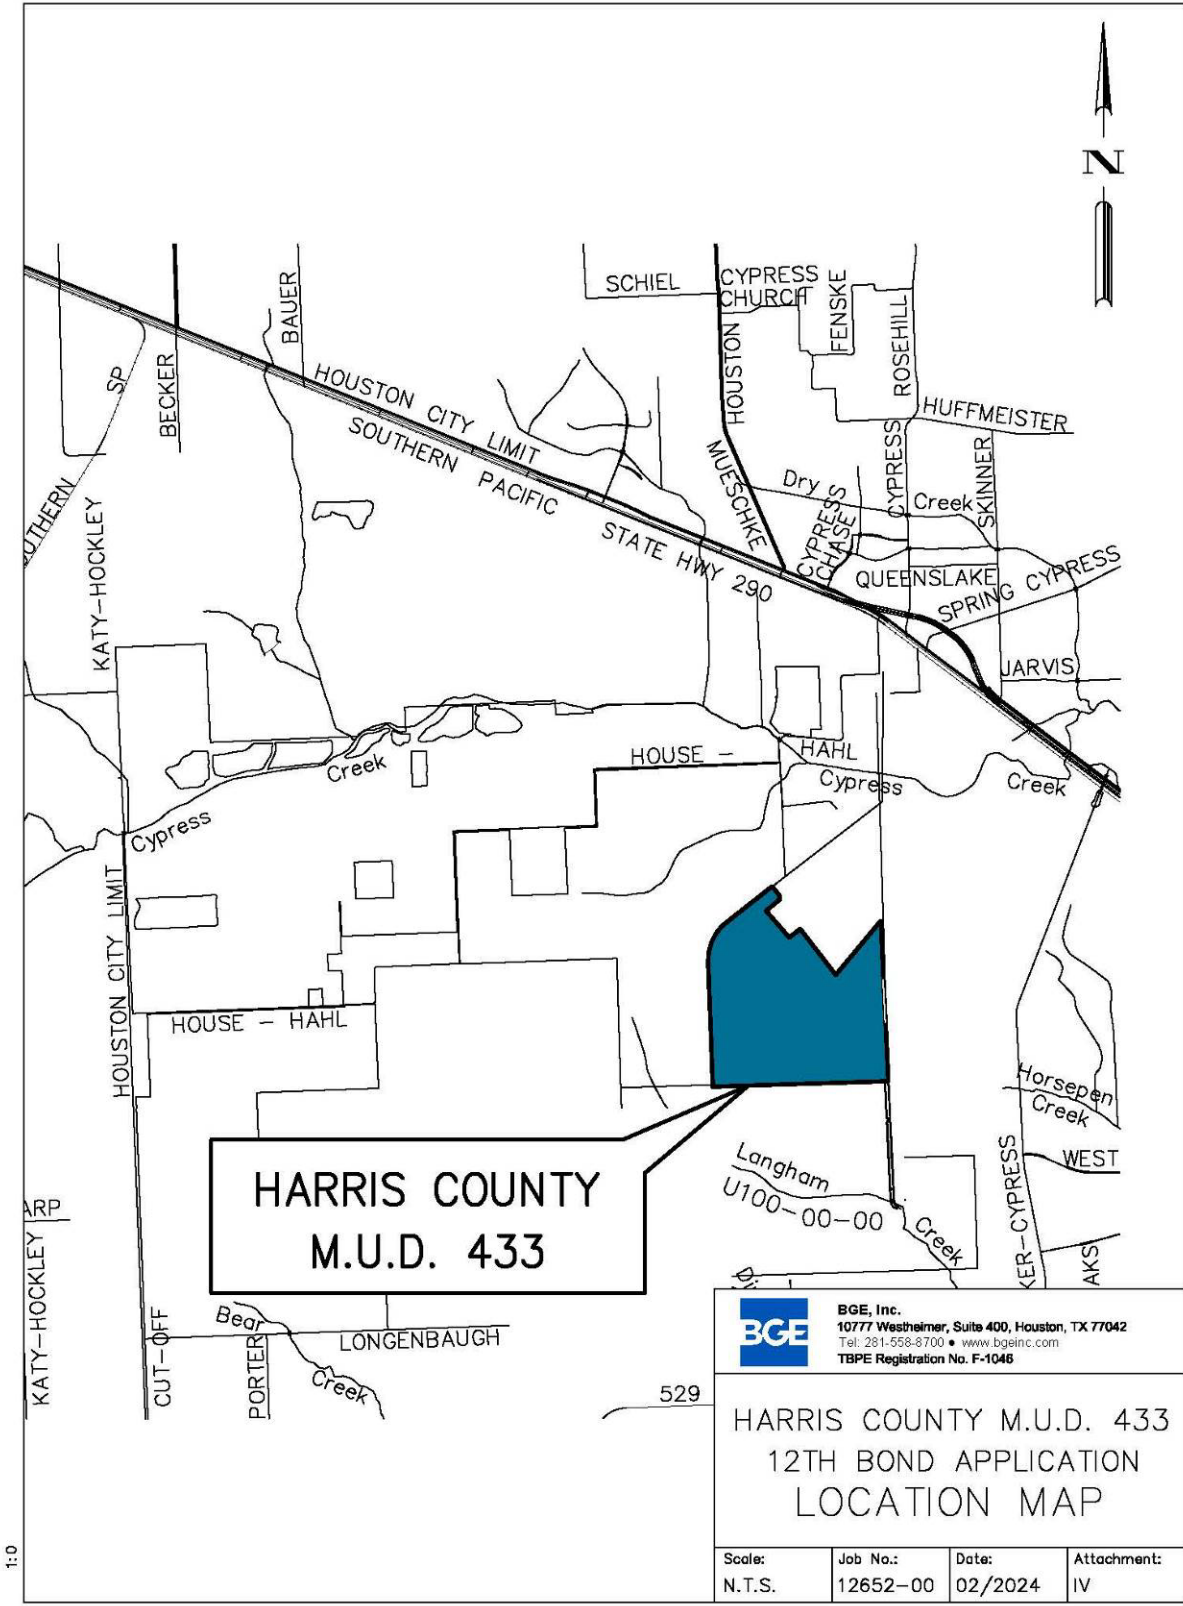 N
SCHIEL
CYPRESS
CHURCH
FENSKE
BAUER
BECKER
SP
HOUSTON
ROSEHILL
HOUSTON CITY LIMIT
HUFFMEISTER
SOUTHERN PACIFIC
MUESCHKE
Dry
Creek
CYPRESS
SKINNER
CYPRESS
CHASE
KATY-HOCKLEY
UTHERN
STATE HWY 290
QUEENSLAKE
SPRING CYPRESS
JARVIS
HOUSE - HAHL
Creek
Cypress
Creek
Cypress
HOUSTON CITY LIMIT
HOUSE - HAHL
Horsepen
Creek
HARRIS COUNTY
M.U.D. 433
Langham
U100-00-00
Creek
WEST
KER-CYPRESS
AKS
ARP
KATY-HOCKLEY
CUT-OFF
Bear
Creek
PORTER
LONGENBAUGH
529
BGE
BGE, Inc.
10777 Westheimer, Suite 400, Houston, TX 77042
Tel: 281-558-8700 • www.bgeinc.com
TBPE Registration No. F-1046
HARRIS COUNTY M.U.D. 433
12TH BOND APPLICATION
LOCATION MAP
Scale:
N.T.S.
Job No.:
12652-00
Date:
02/2024
Attachment:
IV
1:0